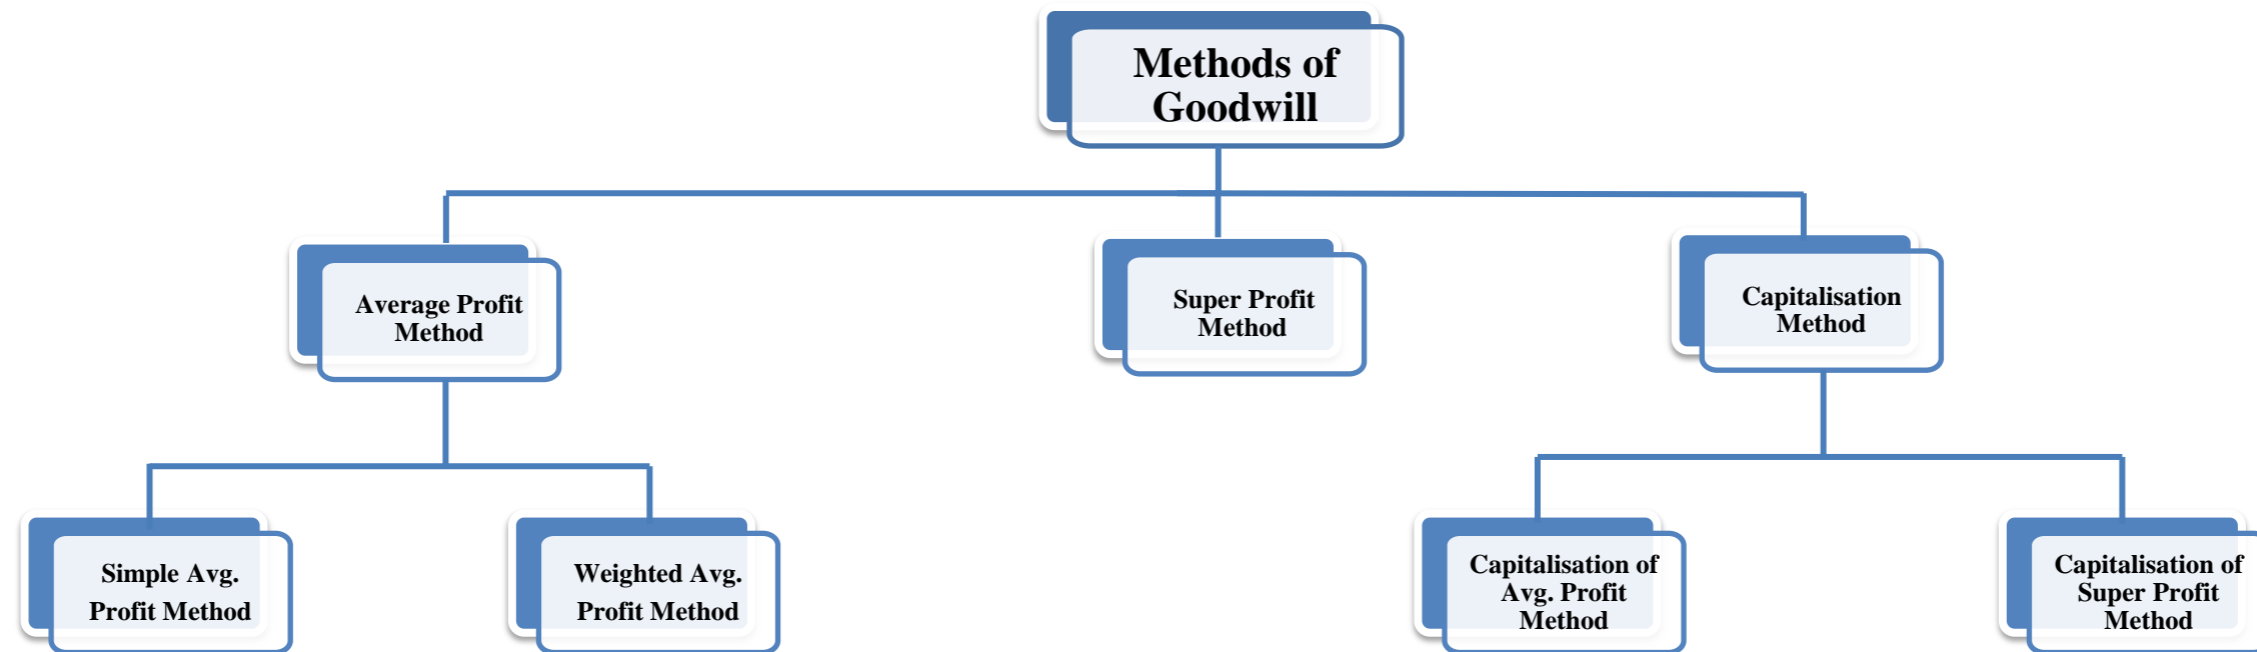 Methods of
Goodwill
Average Profit
Method
Super Profit
Method
Capitalisation
Method
Simple Avg.
Profit Method
Weighted Avg.
Profit Method
Capitalisation of
Avg. Profit
Method
Capitalisation of
Super Profit
Method